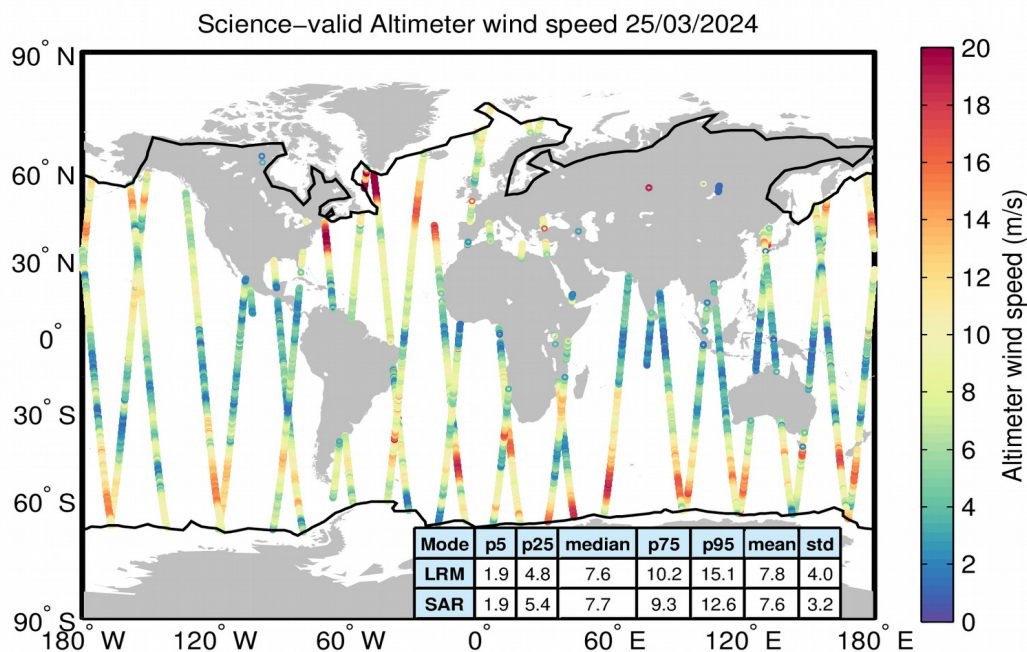 Science−valid Altimeter wind speed 25/03/2024
90° N
60° N
30° N
0°
30° S
60° S
90° S
180° W
120° W
60° W
0°
60° E
120° E
180° E
20
18
16
14
12
10
8
6
4
2
0
Altimeter wind speed (m/s)
Mode p5 p25 median p75 p95 mean std
LRM 1.9 4.8 7.6 10.2 15.1 7.8 4.0
SAR 1.9 5.4 7.7 9.3 12.6 7.6 3.2